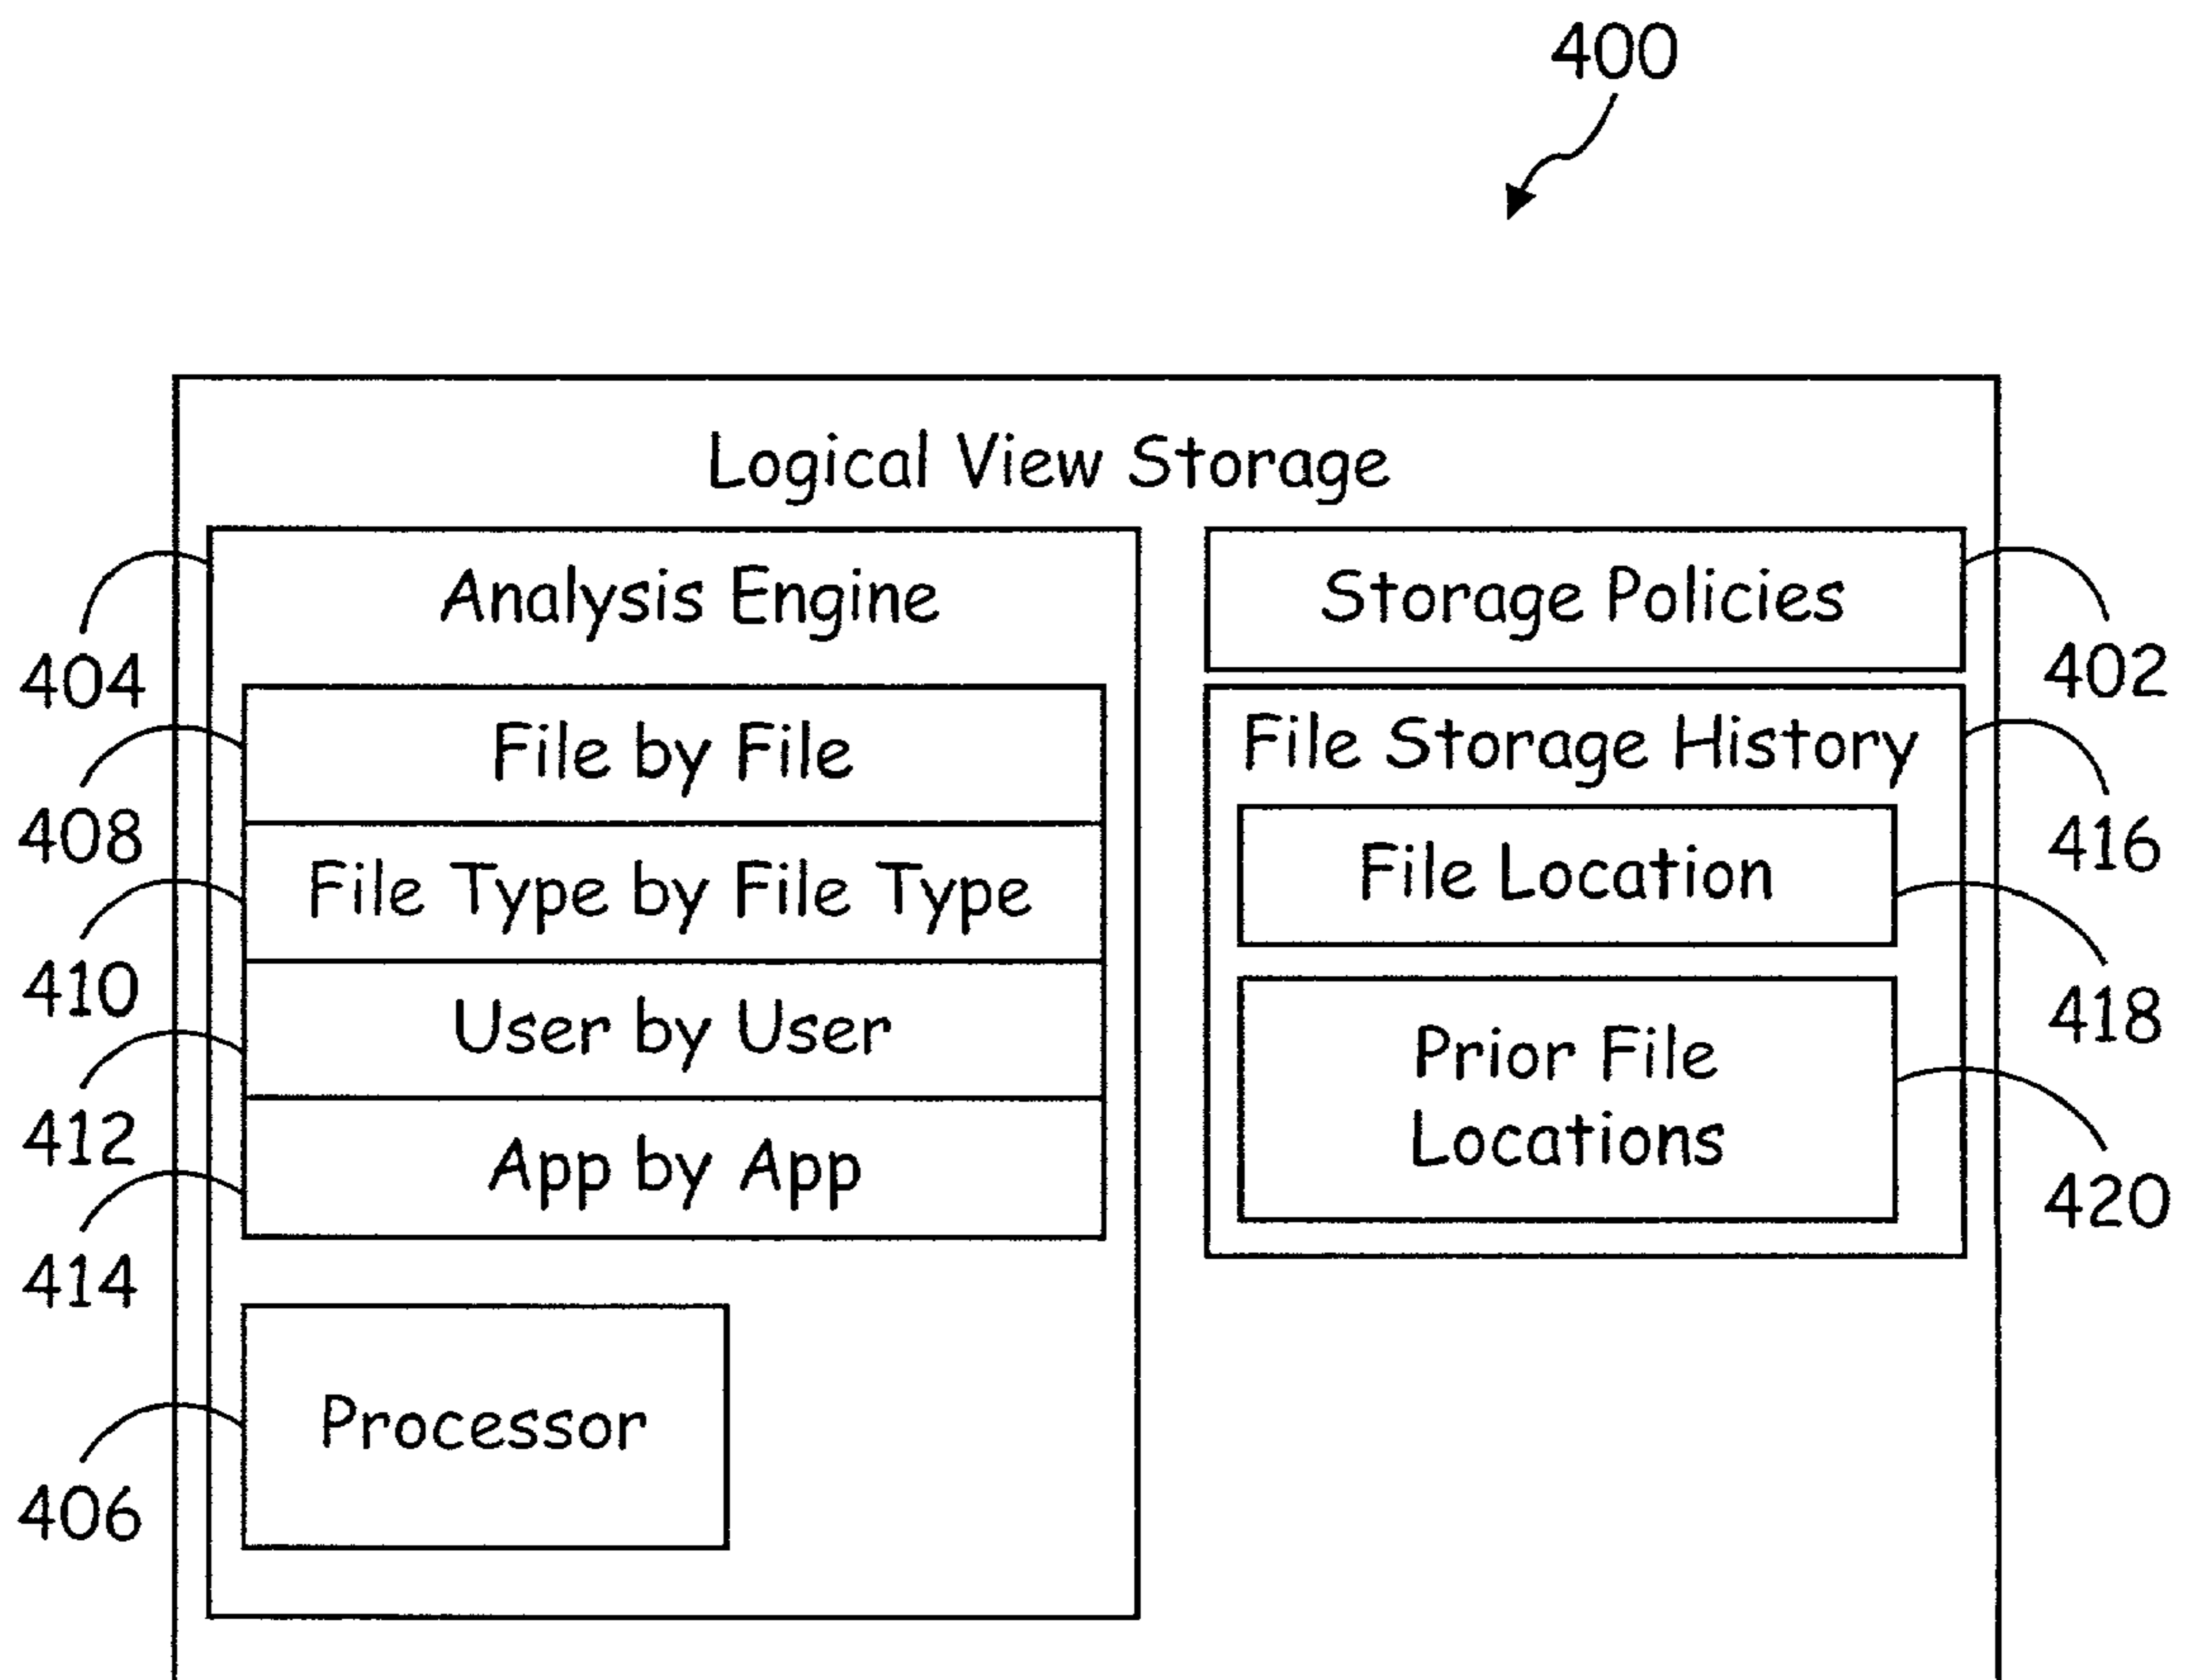 400
Logical View Storage
Analysis Engine
Storage Policies
404
402
File by File
File Storage History
408
416
File Type by File Type
File Location
410
418
User by User
Prior File
Locations
412
420
App by App
414
Processor
406